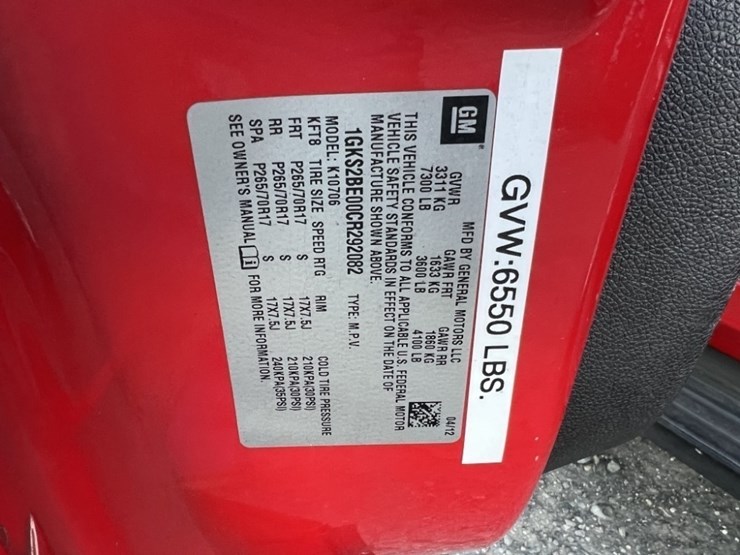 GVW:6550 LBS.
GM
MFD BY GENERAL MOTORS LLC 04/12
GVWR GAWR FRT GAWR RR
3311 KG 1633 KG 1860 KG
7300 LB 3600 LB 4100 LB
THIS VEHICLE CONFORMS TO ALL APPLICABLE U.S. FEDERAL MOTOR
VEHICLE SAFETY STANDARDS IN EFFECT ON THE DATE OF
MANUFACTURE SHOWN ABOVE.
1GKS2BE00CR292082 TYPE: M.P.V.
MODEL: K10706
KFT8 TIRE SIZE SPEED RTG RIM COLD TIRE PRESSURE
FRT P265/70R17 S 17X7.5J 210KPA(30PSI)
RR P265/70R17 S 17X7.5J 210KPA(30PSI)
SPA P265/70R17 S 17X7.5J 240KPA(35PSI)
SEE OWNER'S MANUAL FOR MORE INFORMATION.